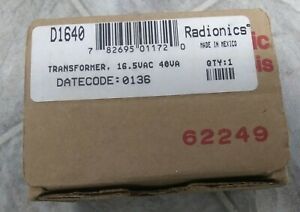 D1640
Radionics
7 82695 01172 0
MADE IN MEXICO
TRANSFORMER, 16.5VAC 40VA
QTY:1
DATECODE:0136
62249